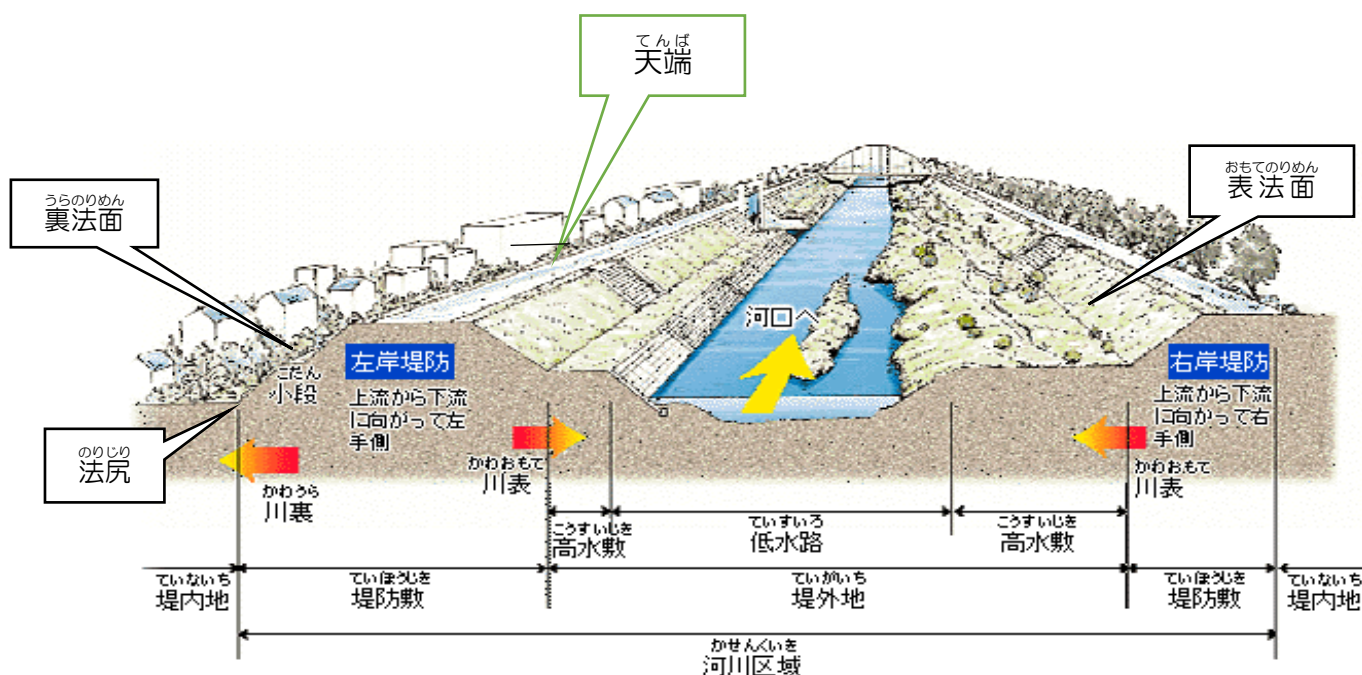 てんば
天端
おもてのりめん
表法面
うらのりめん
裏法面
河口へ
こだん
小段
左岸堤防
上流から下流
に向かって左
手側
右岸堤防
上流から下流
に向かって右
手側
のりじり
法尻
かわうら
川裏
かわおもて
川表
かわおもて
川表
こうすいじき
高水敷
ていすいろ
低水路
こうすいじき
高水敷
ていないち
堤内地
ていぼうじき
堤防敷
ていがいち
堤外地
ていぼうじき
堤防敷
ていないち
堤内地
かせんくいき
河川区域